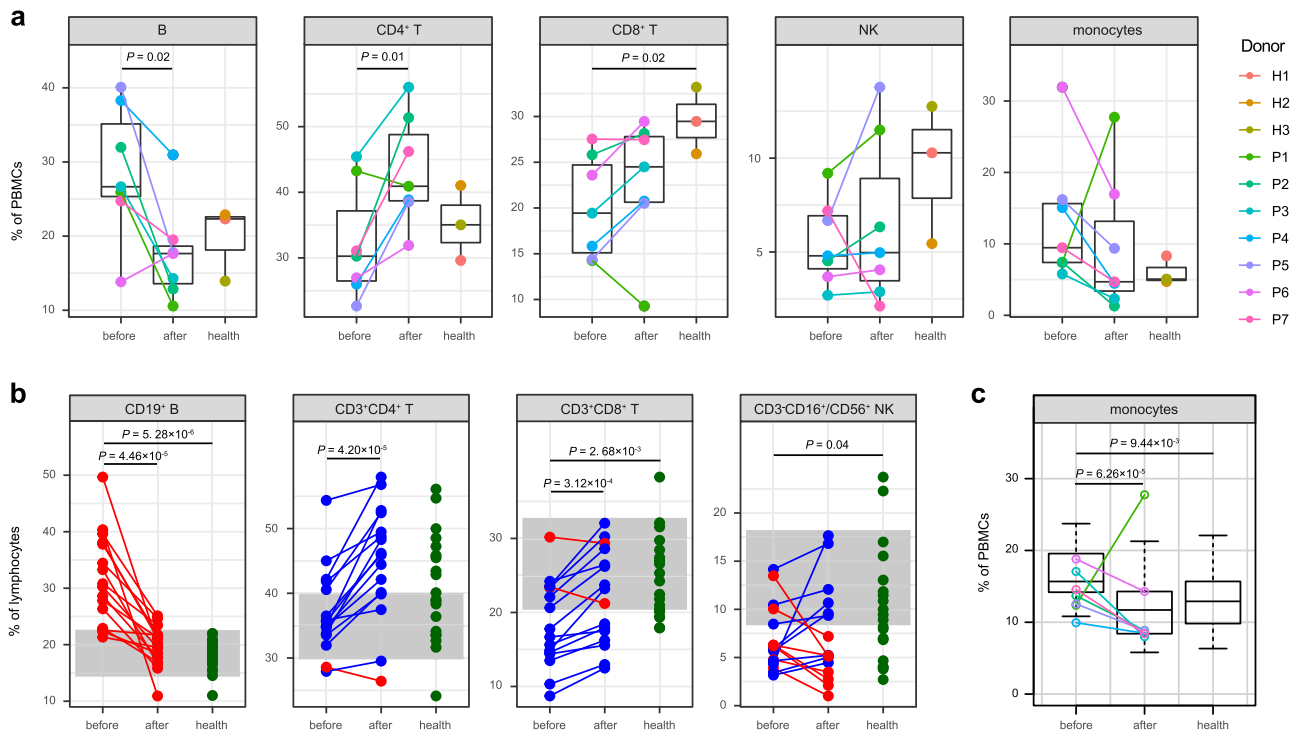 a
B
CD4⁺ T
CD8⁺ T
NK
monocytes
P = 0.02
P = 0.01
P = 0.02
% of PBMCs
40
30
20
10
50
40
30
30
25
20
15
10
10
5
30
20
10
0
before after health
before after health
before after health
before after health
before after health
Donor
H1
H2
H3
P1
P2
P3
P4
P5
P6
P7
b
CD19⁺ B
CD3⁺CD4⁺ T
CD3⁺CD8⁺ T
CD3⁻CD16⁺/CD56⁺ NK
P = 5. 28×10⁻⁶
P = 4.46×10⁻⁵
P = 4.20×10⁻⁵
P = 2. 68×10⁻³
P = 3.12×10⁻⁴
P = 0.04
% of lymphocytes
50
40
30
20
10
50
40
30
30
20
10
20
15
10
5
0
before after health
before after health
before after health
before after health
c
monocytes
P = 9.44×10⁻³
P = 6.26×10⁻⁵
% of PBMCs
30
20
10
0
before after health